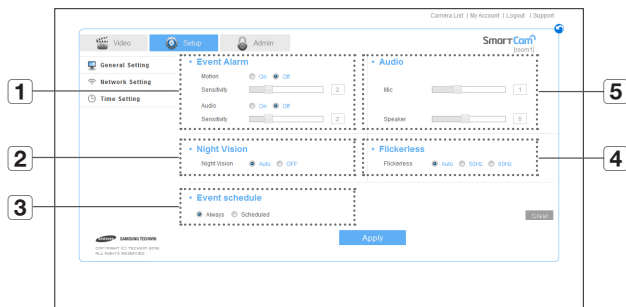 Camera List | My Account | Logout | Support
Video
Setup
Admin
SmartCam
General Setting
Network Setting
Time Setting
1
• Event Alarm
Motion On Off
Sensitivity 2
Audio On Off
Sensitivity 2
• Audio
Mic 1
Speaker 5
5
2
• Night Vision
Night Vision Auto OFF
• Flickerless
Flickerless Auto 50Hz 60Hz
4
3
• Event schedule
Always Scheduled
Clear
SAMSUNG SAMSUNG TECHWIN
Apply
ALL RIGHTS RESERVED.